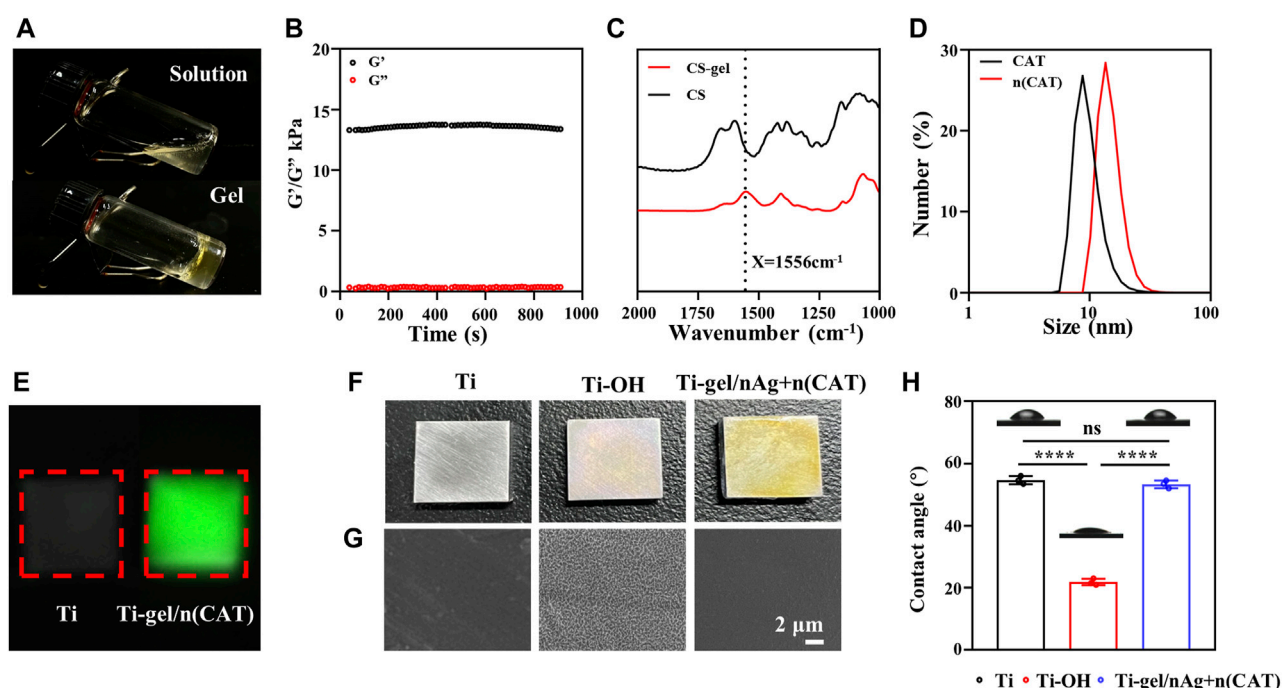 A
Solution
Gel
B
20
15
10
5
0
G'/G" kPa
G'
G"
0 200 400 600 800 1000
Time (s)
C
CS-gel
CS
X=1556cm⁻¹
2000 1750 1500 1250 1000
Wavenumber (cm⁻¹)
D
30
20
10
0
Number (%)
CAT
n(CAT)
1 10 100
Size (nm)
E
Ti Ti-gel/n(CAT)
F
Ti Ti-OH Ti-gel/nAg+n(CAT)
G
2 μm
H
80
60
40
20
0
Contact angle (°)
ns
**** ****
Ti Ti-OH Ti-gel/nAg+n(CAT)